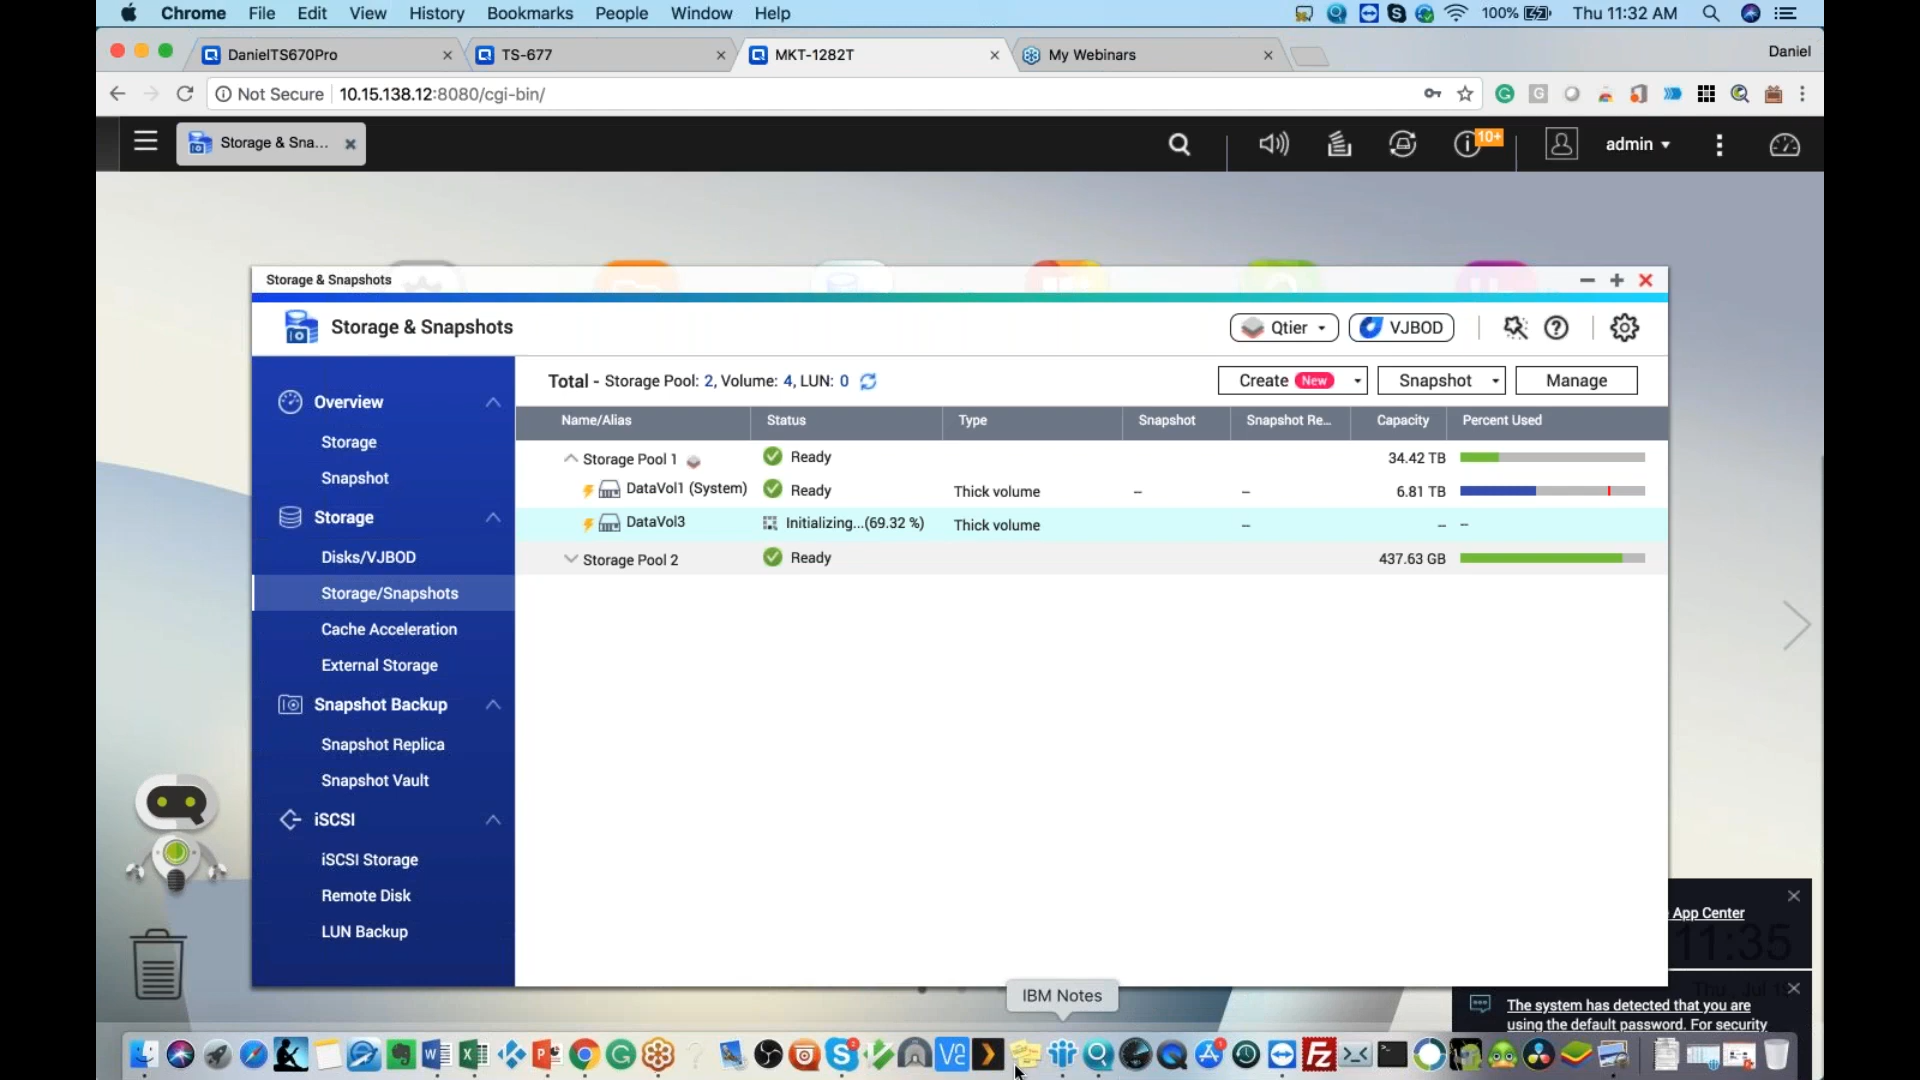 Chrome File Edit View History Bookmarks People Window Help 100% Thu 11:32 AM
DanielTS670Pro TS-677 MKT-1282T My Webinars Daniel
Not Secure 10.15.138.12:8080/cgi-bin/
Storage & Sna... 10+ admin
Storage & Snapshots
Storage & Snapshots Qtier VJBOD
Total - Storage Pool: 2, Volume: 4, LUN: 0 Create New Snapshot Manage
Name/Alias Status Type Snapshot Snapshot Re... Capacity Percent Used
Storage Pool 1 Ready 34.42 TB
DataVol1 (System) Ready Thick volume -- -- 6.81 TB
DataVol3 Initializing...(69.32 %) Thick volume -- -- --
Storage Pool 2 Ready 437.63 GB
Overview
Storage
Snapshot
Storage
Disks/VJBOD
Storage/Snapshots
Cache Acceleration
External Storage
Snapshot Backup
Snapshot Replica
Snapshot Vault
iSCSI
iSCSI Storage
Remote Disk
LUN Backup
App Center
11:35
The system has detected that you are
using the default password. For security
IBM Notes